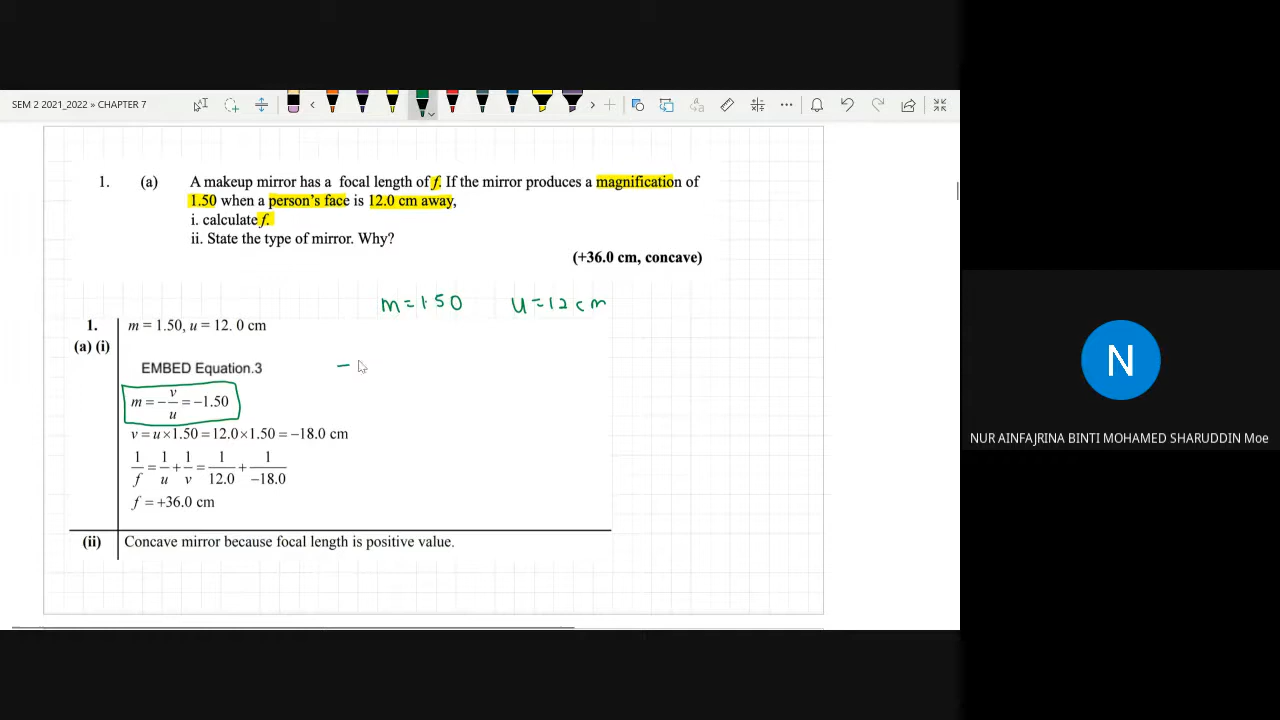 SEM 2 2021_2022 » CHAPTER 7
1. (a) A makeup mirror has a focal length of f. If the mirror produces a magnification of
1.50 when a person's face is 12.0 cm away,
i. calculate f.
ii. State the type of mirror. Why?
(+36.0 cm, concave)
m = 1.50 u = 12 cm
1. m = 1.50, u = 12. 0 cm
(a) (i)
EMBED Equation.3 −
m = − v/u = −1.50
v = u × 1.50 = 12.0 × 1.50 = −18.0 cm
1/f = 1/u + 1/v = 1/12.0 + 1/−18.0
f = +36.0 cm
(ii) Concave mirror because focal length is positive value.
N
NUR AINFAJRINA BINTI MOHAMED SHARUDDIN Moe